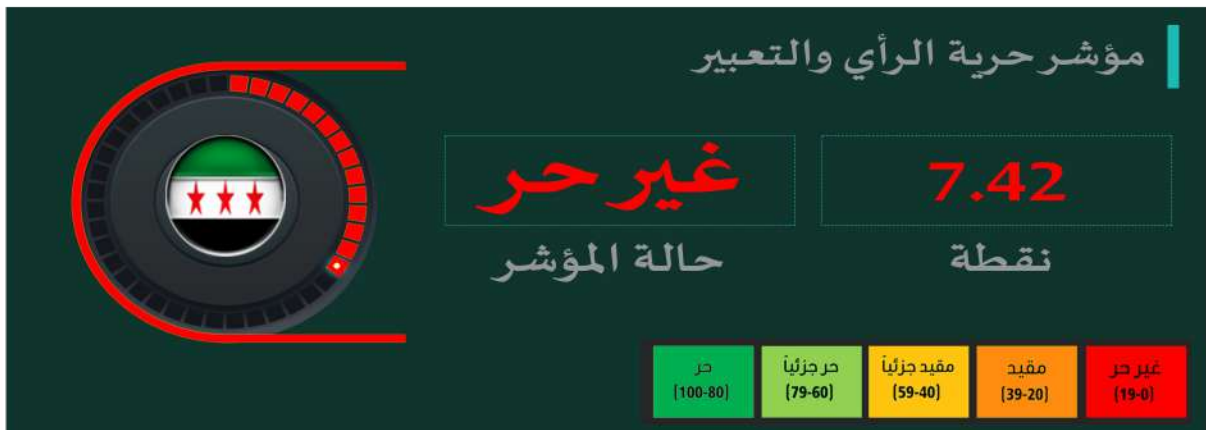 مؤشر حرية الرأي والتعبير
7.42
غير حر
نقطة
حالة المؤشر
غير حر
(19-0)
مقيد
(39-20)
مقيد جزئياً
(59-40)
حر جزئياً
(79-60)
حر
(100-80)